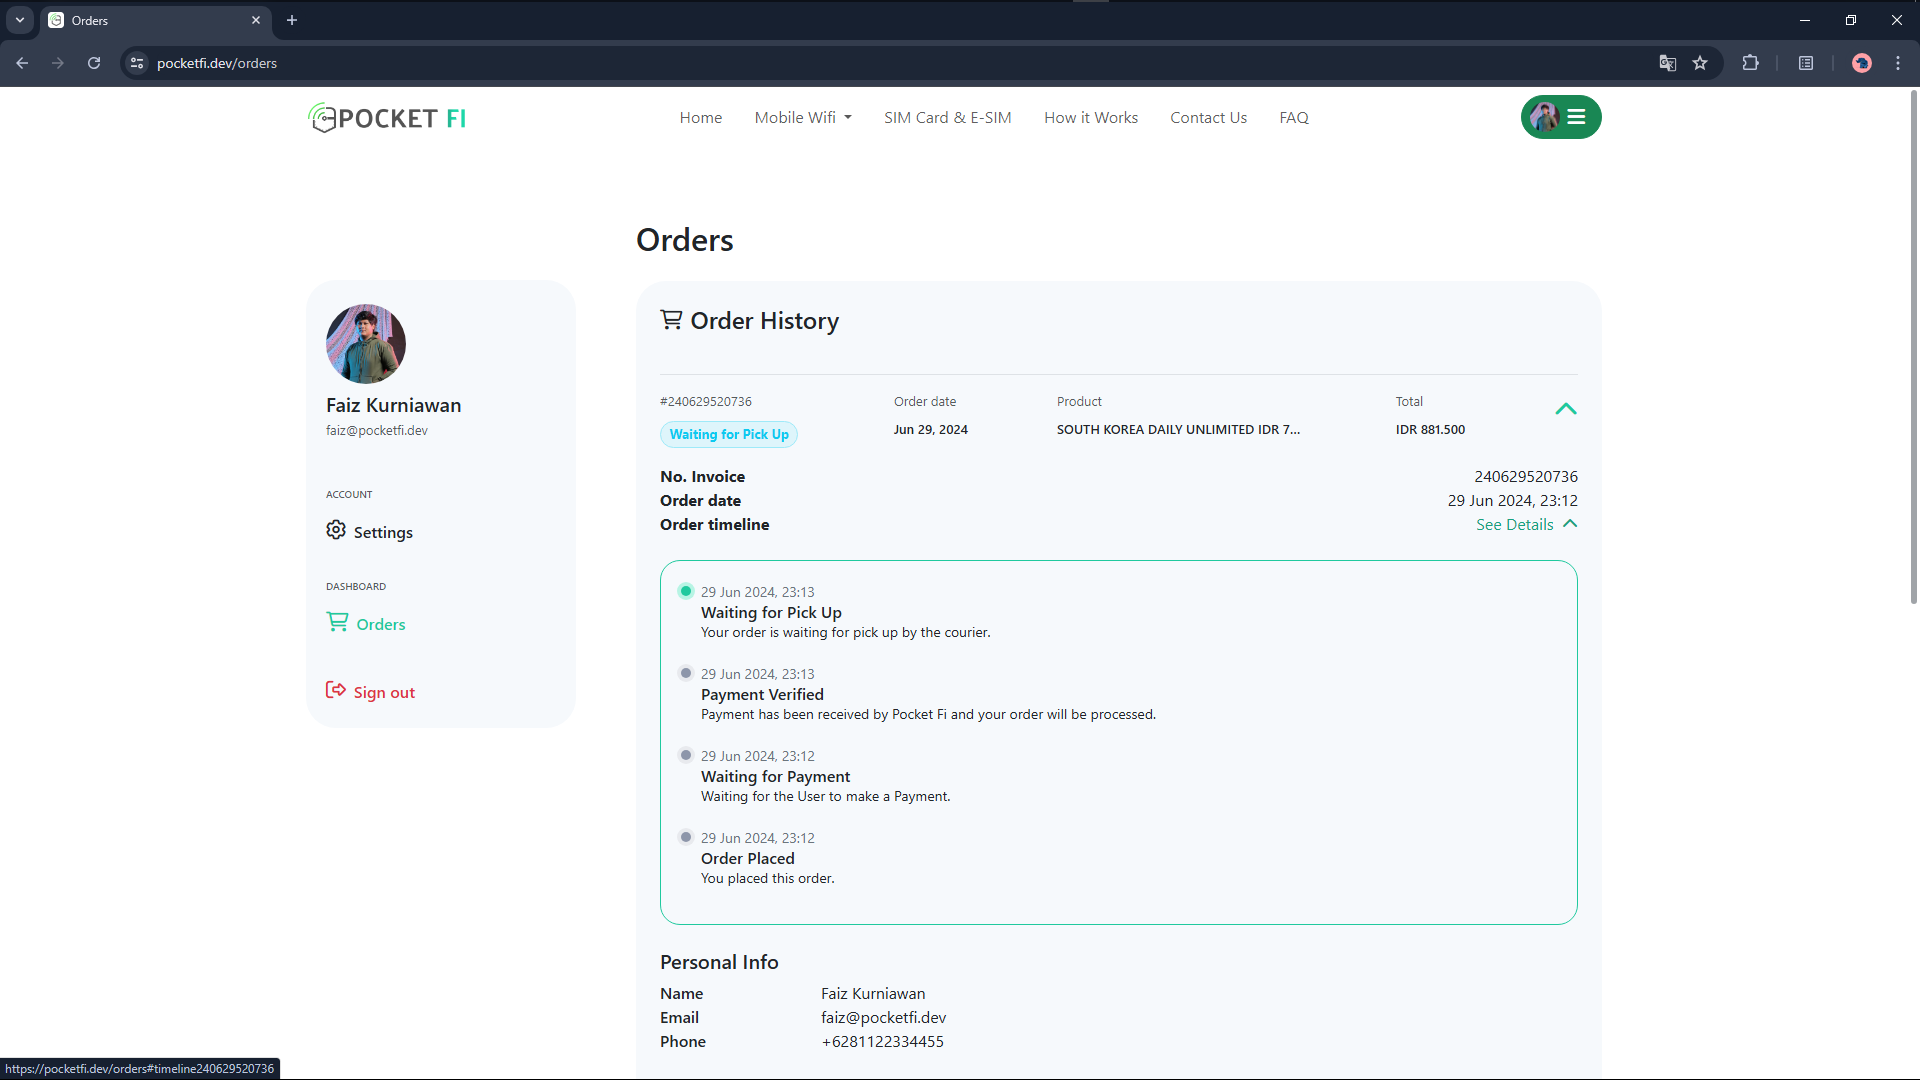 Orders
pocketfi.dev/orders
POCKET FI
Home
Mobile Wifi
SIM Card & E-SIM
How it Works
Contact Us
FAQ
Orders
Faiz Kurniawan
faiz@pocketfi.dev
ACCOUNT
Settings
DASHBOARD
Orders
Sign out
Order History
#240629520736
Order date
Product
Total
Waiting for Pick Up
Jun 29, 2024
SOUTH KOREA DAILY UNLIMITED IDR 7...
IDR 881.500
No. Invoice
240629520736
Order date
29 Jun 2024, 23:12
Order timeline
See Details
29 Jun 2024, 23:13
Waiting for Pick Up
Your order is waiting for pick up by the courier.
29 Jun 2024, 23:13
Payment Verified
Payment has been received by Pocket Fi and your order will be processed.
29 Jun 2024, 23:12
Waiting for Payment
Waiting for the User to make a Payment.
29 Jun 2024, 23:12
Order Placed
You placed this order.
Personal Info
Name
Faiz Kurniawan
Email
faiz@pocketfi.dev
Phone
+6281122334455
https://pocketfi.dev/orders#timeline240629520736